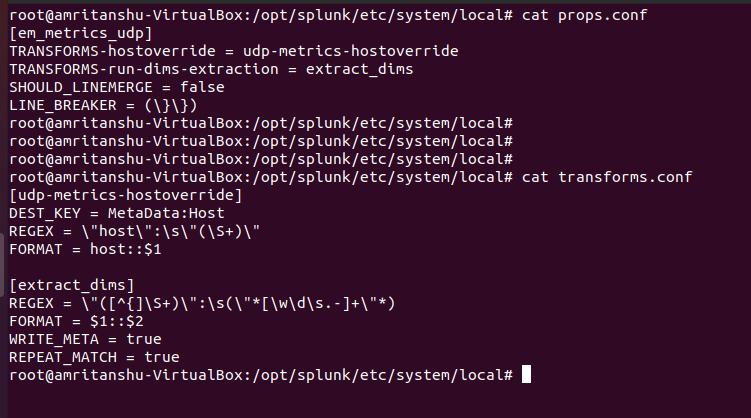 root@amritanshu-VirtualBox:/opt/splunk/etc/system/local# cat props.conf
[em_metrics_udp]
TRANSFORMS-hostoverride = udp-metrics-hostoverride
TRANSFORMS-run-dims-extraction = extract_dims
SHOULD_LINEMERGE = false
LINE_BREAKER = (\}\})
root@amritanshu-VirtualBox:/opt/splunk/etc/system/local#
root@amritanshu-VirtualBox:/opt/splunk/etc/system/local#
root@amritanshu-VirtualBox:/opt/splunk/etc/system/local#
root@amritanshu-VirtualBox:/opt/splunk/etc/system/local# cat transforms.conf
[udp-metrics-hostoverride]
DEST_KEY = MetaData:Host
REGEX = \"host\":\s\"(\S+)\"
FORMAT = host::$1

[extract_dims]
REGEX = \"([^{]\S+)\":\s(\"*[\w\d\s.-]+\"*)
FORMAT = $1::$2
WRITE_META = true
REPEAT_MATCH = true
root@amritanshu-VirtualBox:/opt/splunk/etc/system/local#